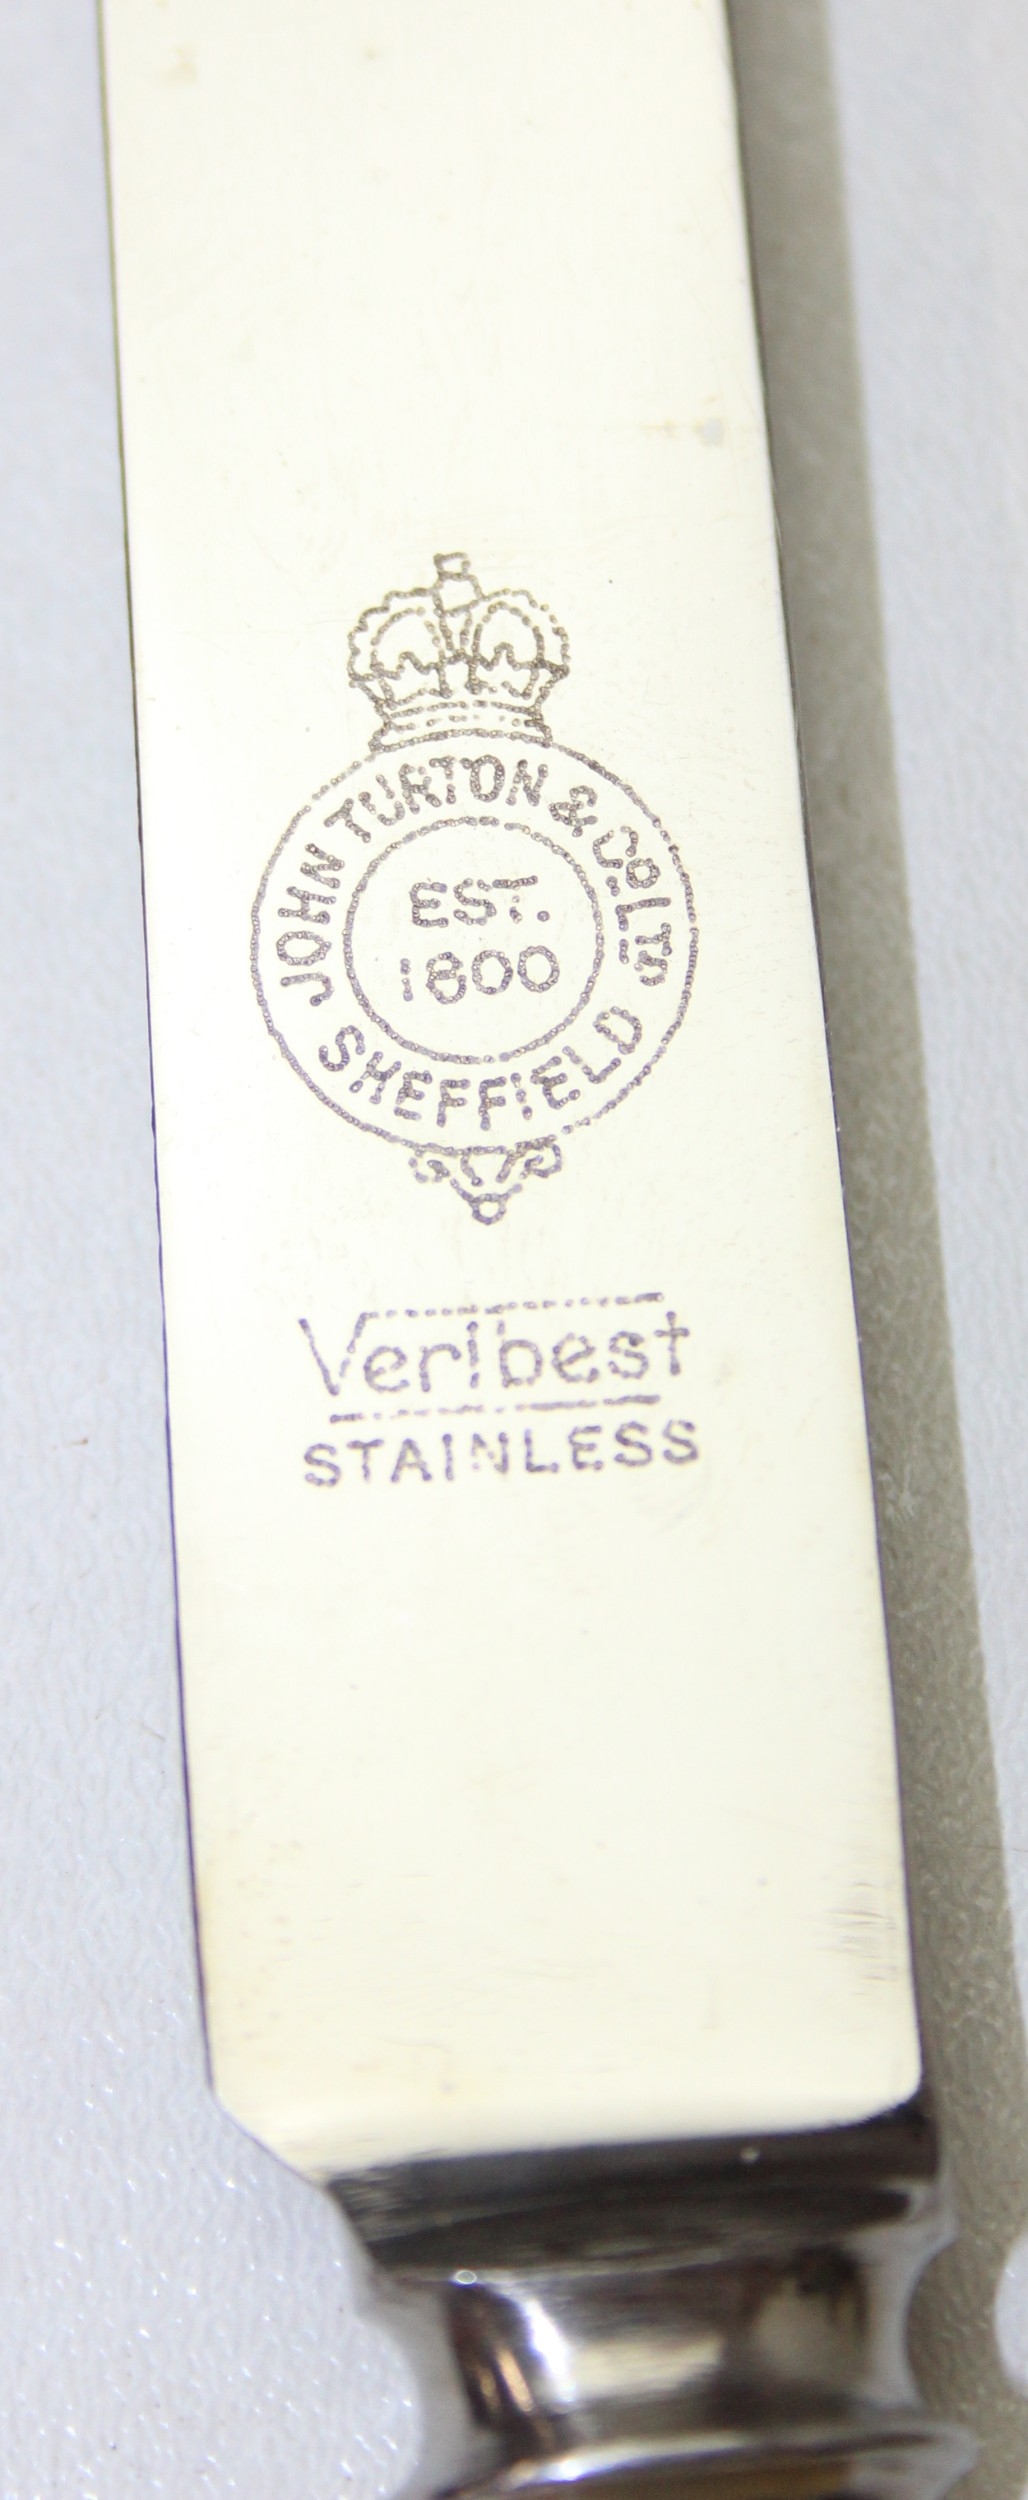 JOHN TURTON & Co. LTD
EST.
1800
SHEFFIELD
Veribest
STAINLESS